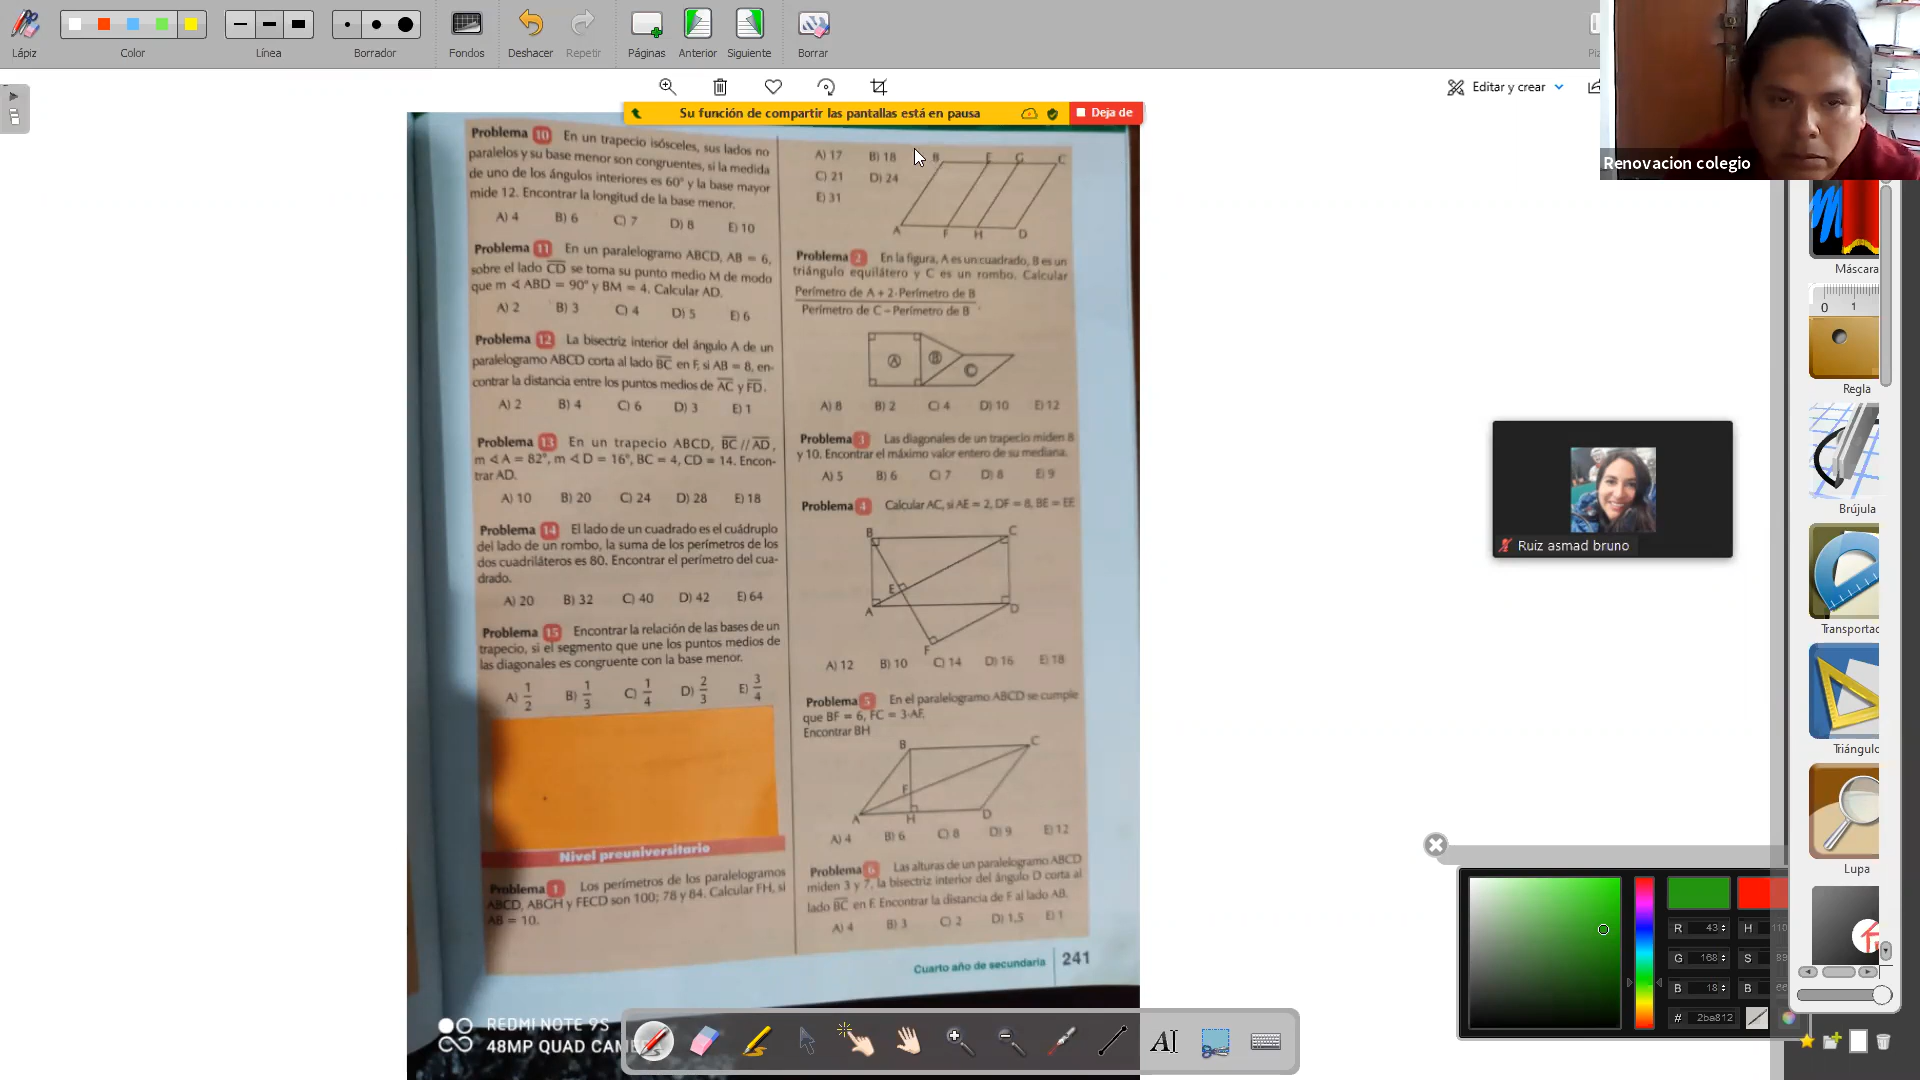 Lápiz
Color
Línea
Borrador
Fondos
Deshacer
Repetir
Páginas
Anterior
Siguiente
Borrar
Editar y crear
Su función de compartir las pantallas está en pausa
Deja de
Renovacion colegio
Ruiz asmad bruno
Problema 10 En un trapecio isósceles, sus lados no
paralelos y su base menor son congruentes, si la medida
de uno de los ángulos interiores es 60° y la base mayor
mide 12. Encontrar la longitud de la base menor.
A) 4 B) 6 C) 7 D) 8 E) 10
Problema 11 En un paralelogramo ABCD, AB = 6,
sobre el lado CD se toma su punto medio M de modo
que m ∢ ABD = 90° y BM = 4. Calcular AD.
A) 2 B) 3 C) 4 D) 5 E) 6
Problema 12 La bisectriz interior del ángulo A de un
paralelogramo ABCD corta al lado BC en F, si AB = 8, en-
contrar la distancia entre los puntos medios de AC y FD.
A) 2 B) 4 C) 6 D) 3 E) 1
Problema 13 En un trapecio ABCD, BC // AD,
m ∢ A = 82°, m ∢ D = 16°, BC = 4, CD = 14. Encon-
trar AD.
A) 10 B) 20 C) 24 D) 28 E) 18
Problema 14 El lado de un cuadrado es el cuádruplo
del lado de un rombo, la suma de los perímetros de los
dos cuadriláteros es 80. Encontrar el perímetro del cua-
drado.
A) 20 B) 32 C) 40 D) 42 E) 64
Problema 15 Encontrar la relación de las bases de un
trapecio, si el segmento que une los puntos medios de
las diagonales es congruente con la base menor.
A) 1/2 B) 1/3 C) 1/4 D) 2/3 E) 3/4
Nivel preuniversitario
Problema 1 Los perímetros de los paralelogramos
ABCD, ABGH y FECD son 100; 78 y 84. Calcular FH, si
AB = 10.
A) 17 B) 18
C) 21 D) 24
E) 31
B E G C
A F H D
Problema 2 En la figura, A es un cuadrado, B es un
triángulo equilátero y C es un rombo. Calcular
Perímetro de A + 2·Perímetro de B
Perímetro de C – Perímetro de B
A B C
A) 8 B) 2 C) 4 D) 10 E) 12
Problema 3 Las diagonales de un trapecio miden 8
y 10. Encontrar el máximo valor entero de su mediana.
A) 5 B) 6 C) 7 D) 8 E) 9
Problema 4 Calcular AC, si AE = 2, DF = 8, BE = EF
B C
E
A D
F
A) 12 B) 10 C) 14 D) 16 E) 18
Problema 5 En el paralelogramo ABCD se cumple
que BF = 6, FC = 3·AF.
Encontrar BH
B C
F
A H D
A) 4 B) 6 C) 8 D) 9 E) 12
Problema 6 Las alturas de un paralelogramo ABCD
miden 3 y 7, la bisectriz interior del ángulo D corta al
lado BC en F. Encontrar la distancia de F al lado AB.
A) 4 B) 3 C) 2 D) 1,5 E) 1
Cuarto año de secundaria 241
REDMI NOTE 9S
48MP QUAD CAME
AI
Máscara
0 1
Regla
Brújula
Transportac
Triángulo
Lupa
R 43 H 110
G 168 S
B 18 B
# 2ba812